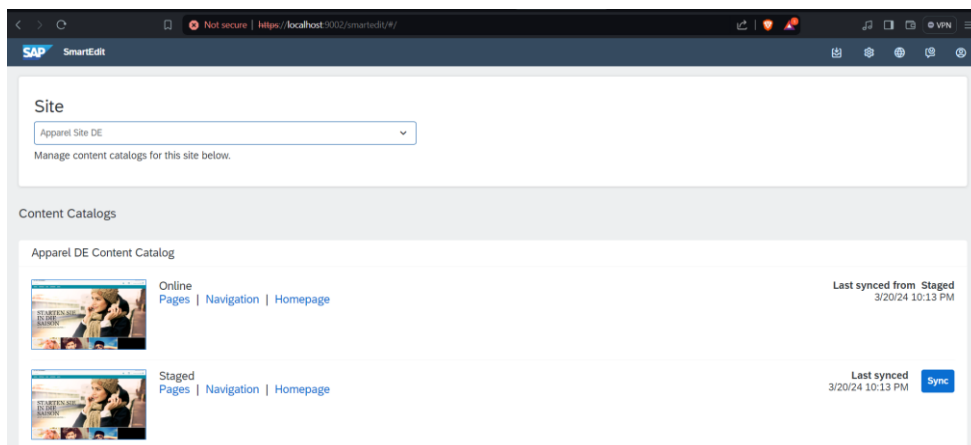 Not secure | https://localhost:9002/smartedit/#/
VPN
SAP SmartEdit
Site
Apparel Site DE
Manage content catalogs for this site below.
Content Catalogs
Apparel DE Content Catalog
Online
Pages | Navigation | Homepage
Last synced from Staged
3/20/24 10:13 PM
STARTEN SIE
IN DIE
SAISON
Staged
Pages | Navigation | Homepage
Last synced
3/20/24 10:13 PM
Sync
STARTEN SIE
IN DIE
SAISON